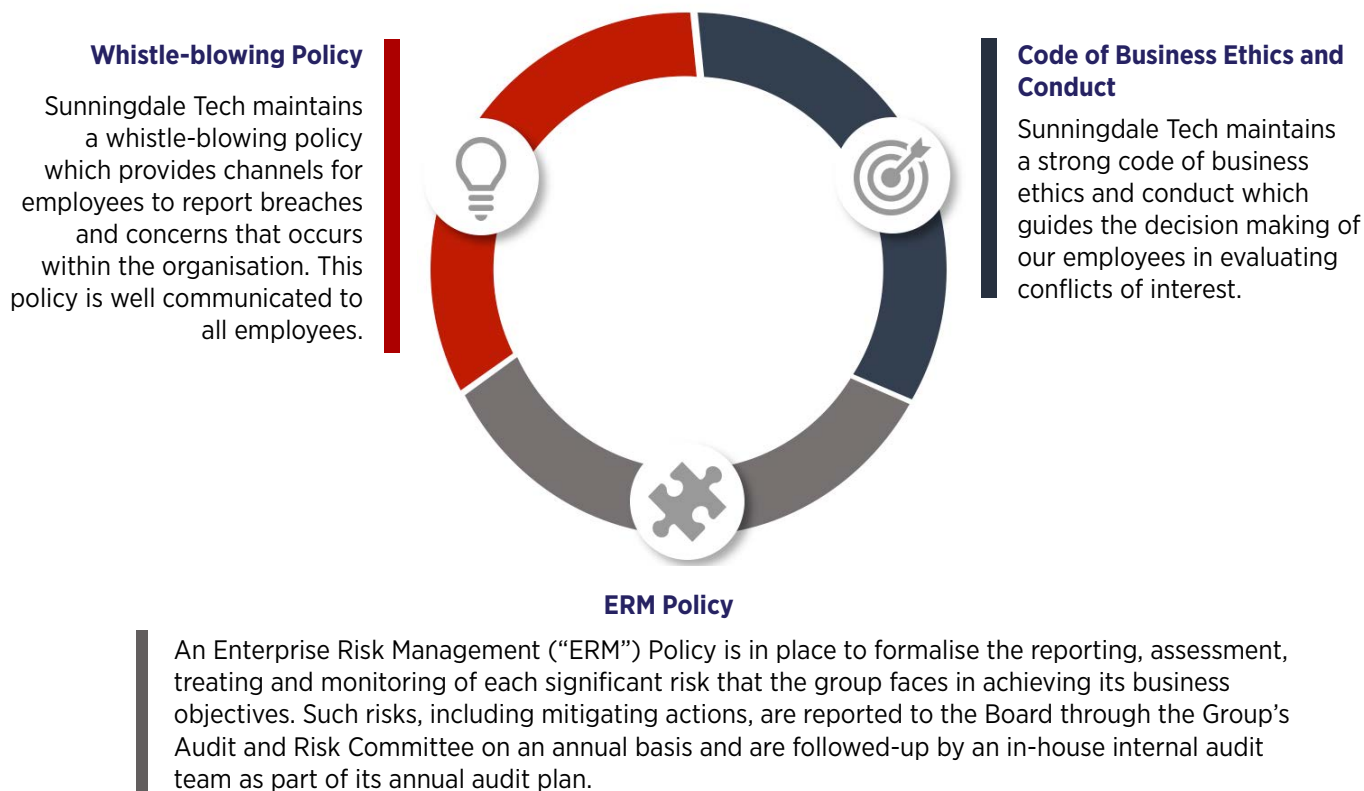 Whistle-blowing Policy
Sunningdale Tech maintains
a whistle-blowing policy
which provides channels for
employees to report breaches
and concerns that occurs
within the organisation. This
policy is well communicated to
all employees.
Code of Business Ethics and
Conduct
Sunningdale Tech maintains
a strong code of business
ethics and conduct which
guides the decision making of
our employees in evaluating
conflicts of interest.
ERM Policy
An Enterprise Risk Management (“ERM”) Policy is in place to formalise the reporting, assessment,
treating and monitoring of each significant risk that the group faces in achieving its business
objectives. Such risks, including mitigating actions, are reported to the Board through the Group’s
Audit and Risk Committee on an annual basis and are followed-up by an in-house internal audit
team as part of its annual audit plan.